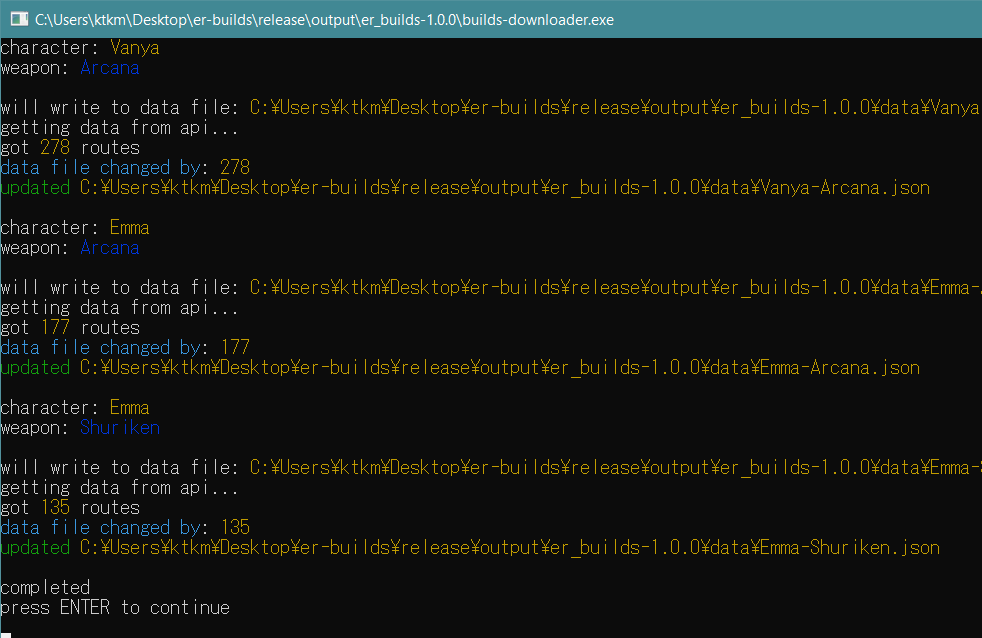 C:\Users\ktkm\Desktop\er-builds\release\output\er_builds-1.0.0\builds-downloader.exe
character: Vanya
weapon: Arcana
will write to data file: C:¥Users¥ktkm¥Desktop¥er-builds¥release¥output¥er_builds-1.0.0¥data¥Vanya
getting data from api...
got 278 routes
data file changed by: 278
updated C:¥Users¥ktkm¥Desktop¥er-builds¥release¥output¥er_builds-1.0.0¥data¥Vanya-Arcana.json
character: Emma
weapon: Arcana
will write to data file: C:¥Users¥ktkm¥Desktop¥er-builds¥release¥output¥er_builds-1.0.0¥data¥Emma-
getting data from api...
got 177 routes
data file changed by: 177
updated C:¥Users¥ktkm¥Desktop¥er-builds¥release¥output¥er_builds-1.0.0¥data¥Emma-Arcana.json
character: Emma
weapon: Shuriken
will write to data file: C:¥Users¥ktkm¥Desktop¥er-builds¥release¥output¥er_builds-1.0.0¥data¥Emma-
getting data from api...
got 135 routes
data file changed by: 135
updated C:¥Users¥ktkm¥Desktop¥er-builds¥release¥output¥er_builds-1.0.0¥data¥Emma-Shuriken.json
completed
press ENTER to continue